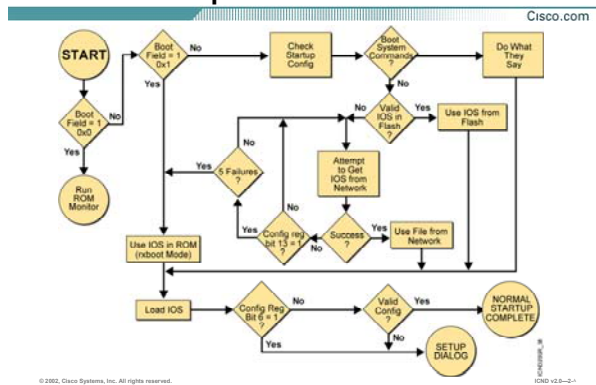 Cisco.com
START
Boot
Field = 1
0x1
No
Check
Startup
Config
Boot
System
Commands
?
Yes
Do What
They
Say
Boot
Field = 1
0x0
No
Yes
Yes
Run
ROM
Monitor
No
Valid
IOS in
Flash
?
Yes
Use IOS from
Flash
No
No
No
5 Failures
?
Yes
Attempt
to Get
IOS from
Network
Yes
Config reg
bit 13 = 1
?
No
Success
?
Yes
Use File from
Network
Use IOS in ROM
(rxboot Mode)
Load IOS
Config Reg
Bit 6 = 1
?
No
Yes
Valid
Config
?
Yes
No
NORMAL
STARTUP
COMPLETE
SETUP
DIALOG
© 2002, Cisco Systems, Inc. All rights reserved.